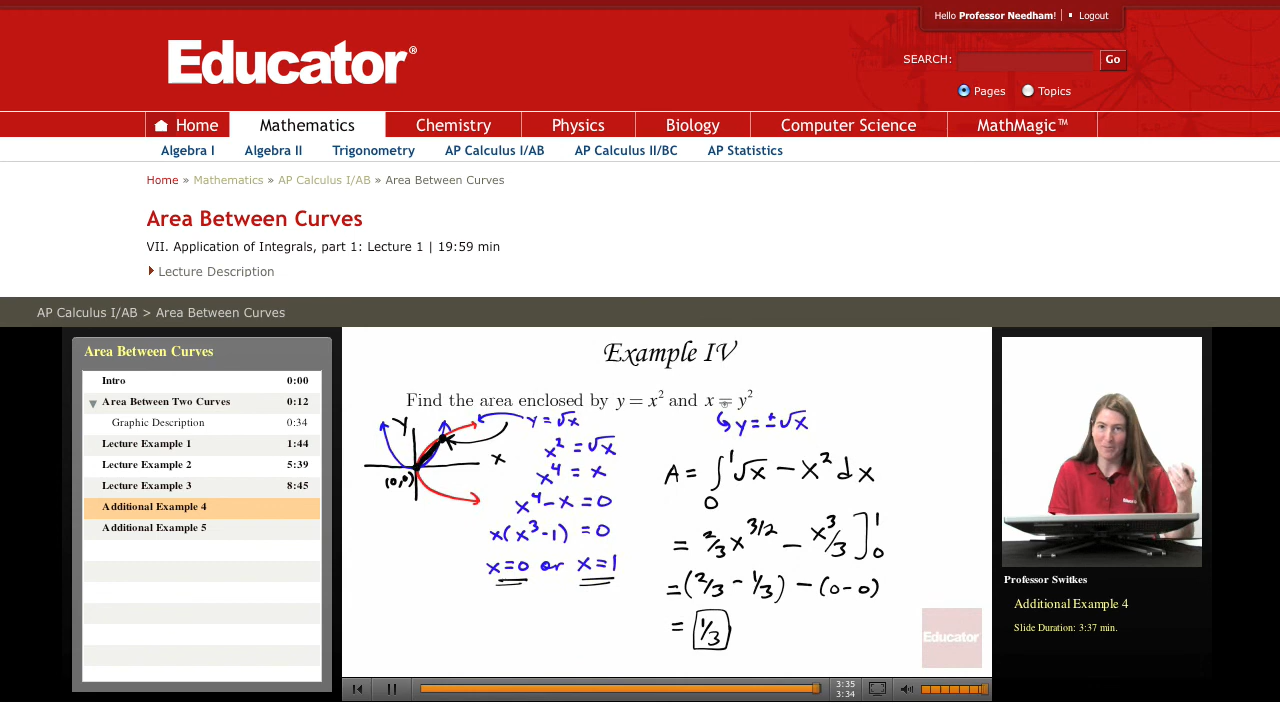 Hello Professor Needham! | ▪ Logout
Educator®
SEARCH: Go
Pages Topics
Home Mathematics Chemistry Physics Biology Computer Science MathMagic™
Algebra I Algebra II Trigonometry AP Calculus I/AB AP Calculus II/BC AP Statistics
Home » Mathematics » AP Calculus I/AB » Area Between Curves
Area Between Curves
VII. Application of Integrals, part 1: Lecture 1 | 19:59 min
Lecture Description
AP Calculus I/AB > Area Between Curves
Area Between Curves
Intro 0:00
Area Between Two Curves 0:12
Graphic Description 0:34
Lecture Example 1 1:44
Lecture Example 2 5:39
Lecture Example 3 8:45
Additional Example 4
Additional Example 5
Example IV
Find the area enclosed by y = x² and x = y²
y
x
(0,0)
y = √x
x² = √x
x⁴ = x
x⁴ - x = 0
x(x³-1) = 0
x=0 or x=1
y = ±√x
A = ∫₀¹ √x - x² dx
= 2/3 x^3/2 - x³/3 ]₀¹
= (2/3 - 1/3) - (0-0)
= 1/3
Educator
3:35
3:34
Professor Switkes
Additional Example 4
Slide Duration: 3:37 min.